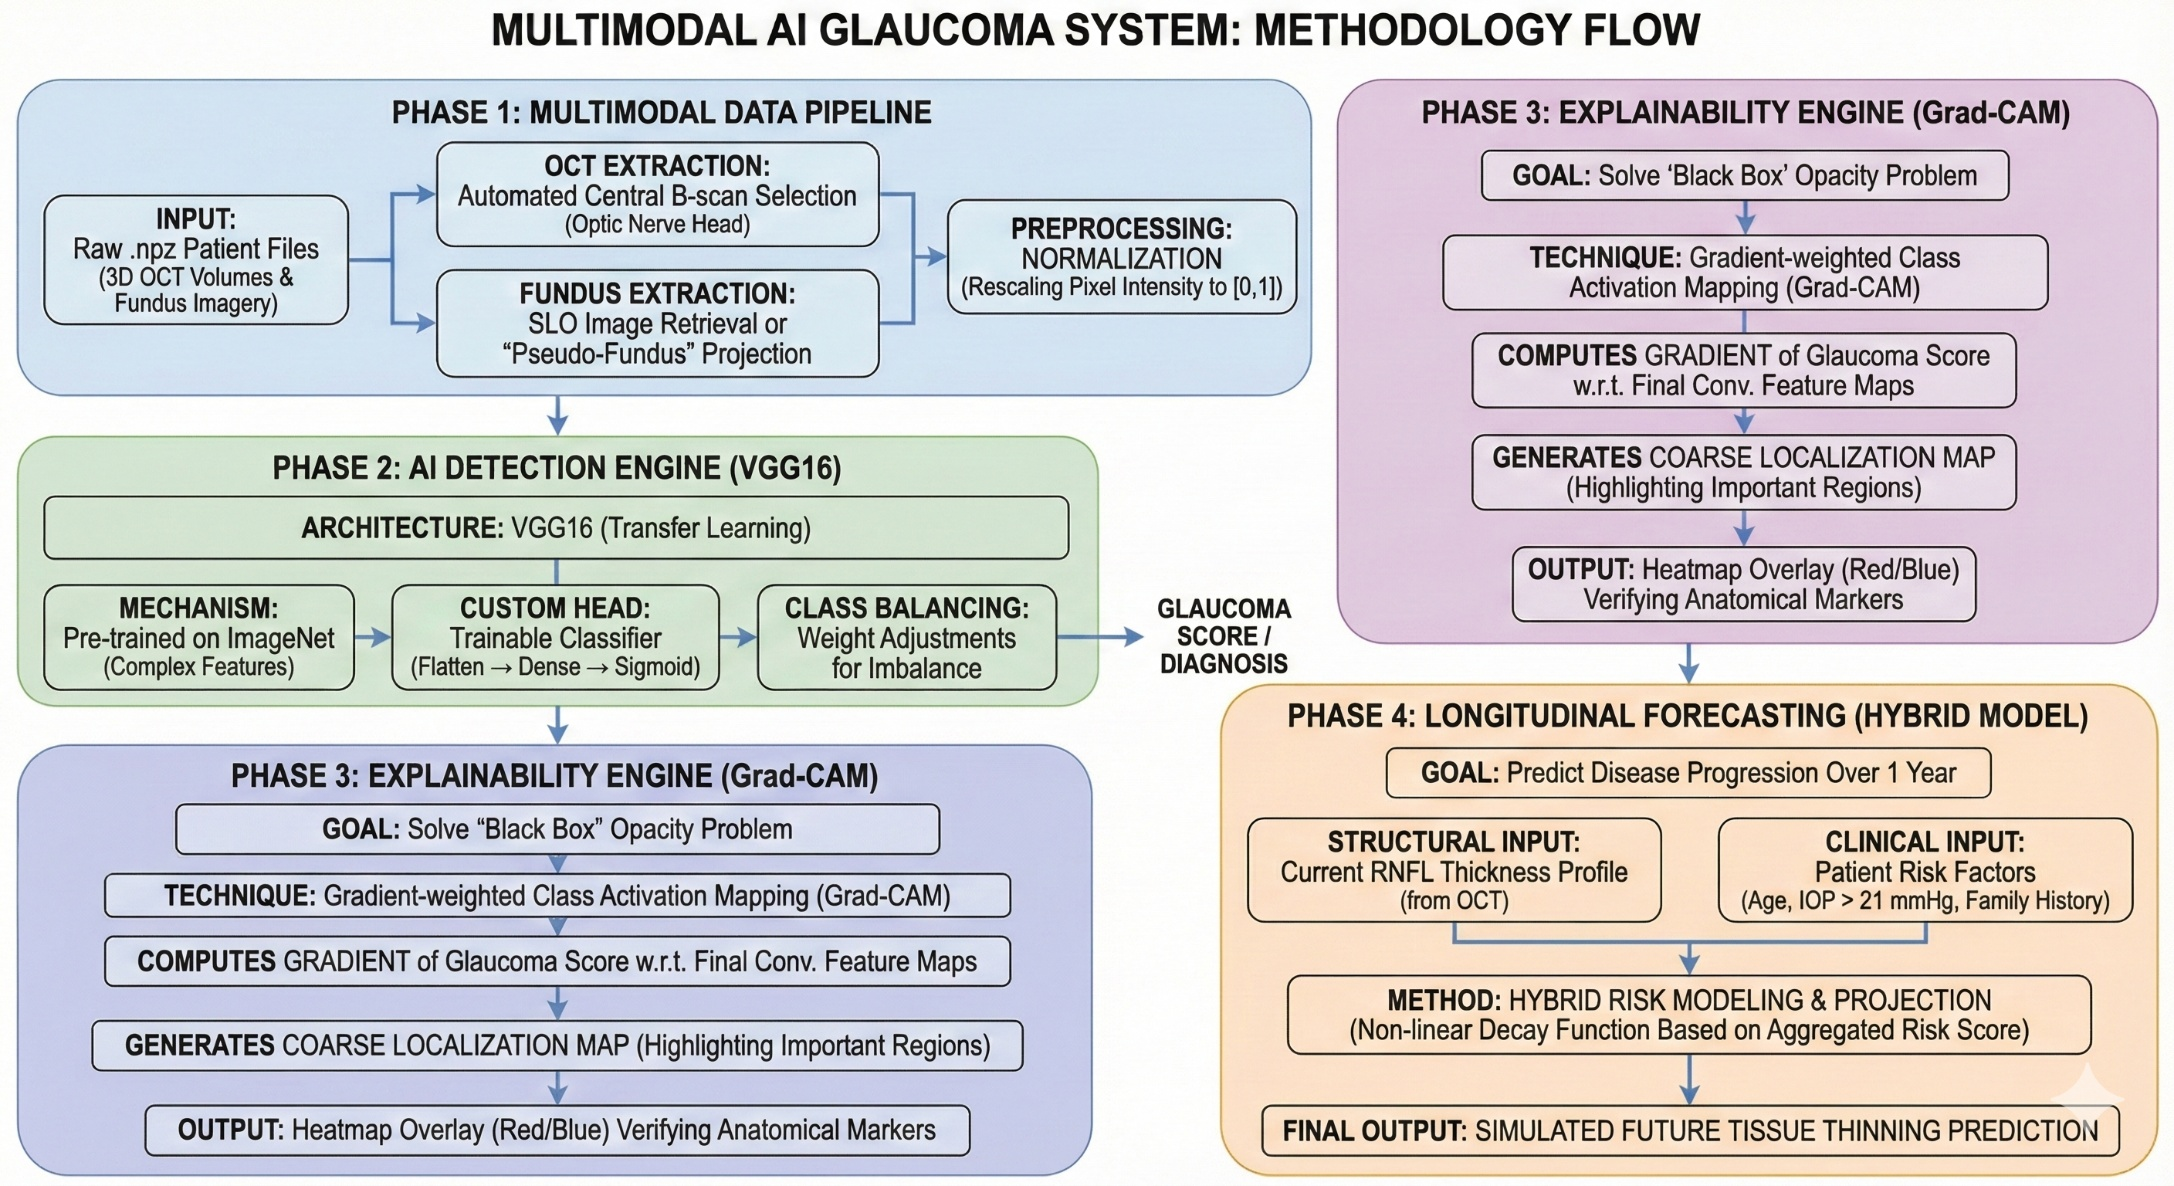 MULTIMODAL AI GLAUCOMA SYSTEM: METHODOLOGY FLOW
PHASE 1: MULTIMODAL DATA PIPELINE
INPUT:
Raw .npz Patient Files
(3D OCT Volumes &
Fundus Imagery)
OCT EXTRACTION:
Automated Central B-scan Selection
(Optic Nerve Head)
FUNDUS EXTRACTION:
SLO Image Retrieval or
“Pseudo-Fundus” Projection
PREPROCESSING:
NORMALIZATION
(Rescaling Pixel Intensity to [0,1])
PHASE 2: AI DETECTION ENGINE (VGG16)
ARCHITECTURE: VGG16 (Transfer Learning)
MECHANISM:
Pre-trained on ImageNet
(Complex Features)
CUSTOM HEAD:
Trainable Classifier
(Flatten → Dense → Sigmoid)
CLASS BALANCING:
Weight Adjustments
for Imbalance
GLAUCOMA
SCORE /
DIAGNOSIS
PHASE 3: EXPLAINABILITY ENGINE (Grad-CAM)
GOAL: Solve “Black Box” Opacity Problem
TECHNIQUE: Gradient-weighted Class Activation Mapping (Grad-CAM)
COMPUTES GRADIENT of Glaucoma Score w.r.t. Final Conv. Feature Maps
GENERATES COARSE LOCALIZATION MAP (Highlighting Important Regions)
OUTPUT: Heatmap Overlay (Red/Blue) Verifying Anatomical Markers
PHASE 3: EXPLAINABILITY ENGINE (Grad-CAM)
GOAL: Solve ‘Black Box’ Opacity Problem
TECHNIQUE: Gradient-weighted Class
Activation Mapping (Grad-CAM)
COMPUTES GRADIENT of Glaucoma Score
w.r.t. Final Conv. Feature Maps
GENERATES COARSE LOCALIZATION MAP
(Highlighting Important Regions)
OUTPUT: Heatmap Overlay (Red/Blue)
Verifying Anatomical Markers
PHASE 4: LONGITUDINAL FORECASTING (HYBRID MODEL)
GOAL: Predict Disease Progression Over 1 Year
STRUCTURAL INPUT:
Current RNFL Thickness Profile
(from OCT)
CLINICAL INPUT:
Patient Risk Factors
(Age, IOP > 21 mmHg, Family History)
METHOD: HYBRID RISK MODELING & PROJECTION
(Non-linear Decay Function Based on Aggregated Risk Score)
FINAL OUTPUT: SIMULATED FUTURE TISSUE THINNING PREDICTION